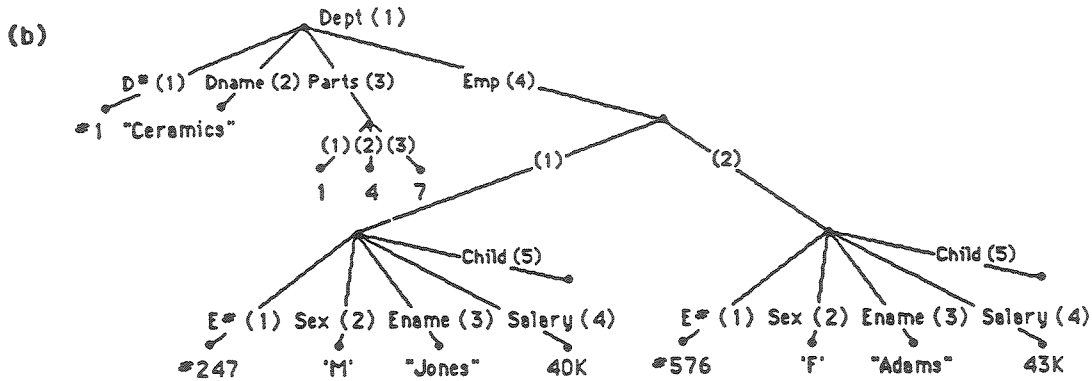 (b)
Dept (1)
D# (1) Dname (2) Parts (3) Emp (4)
#1 "Ceramics"
(1) (2) (3)
1 4 7
(1) (2)
Child (5) Child (5)
E# (1) Sex (2) Ename (3) Salary (4) E# (1) Sex (2) Ename (3) Salary (4)
#247 'M' "Jones" 40K #576 'F' "Adams" 43K